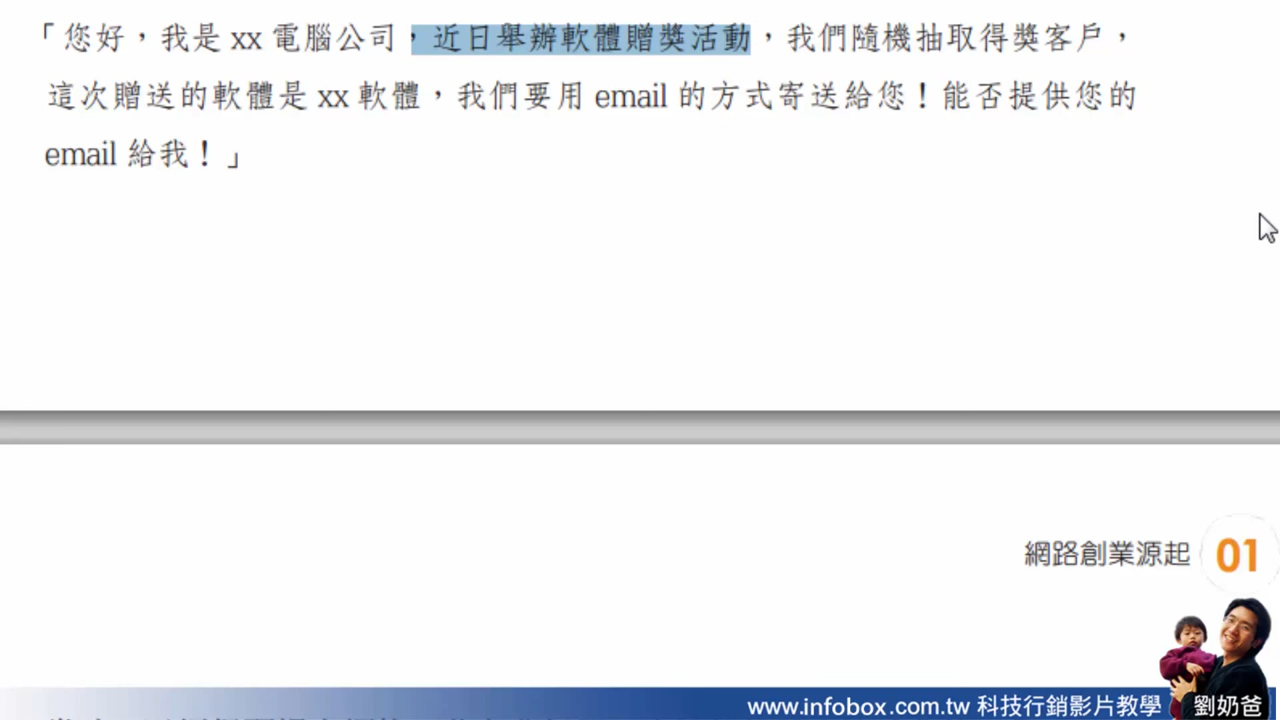 「您好，我是 xx 電腦公司，近日舉辦軟體贈獎活動，我們隨機抽取得獎客戶，
這次贈送的軟體是 xx 軟體，我們要用 email 的方式寄送給您！能否提供您的
email 給我！」
網路創業源起 01
www.infobox.com.tw 科技行銷影片教學 劉奶爸